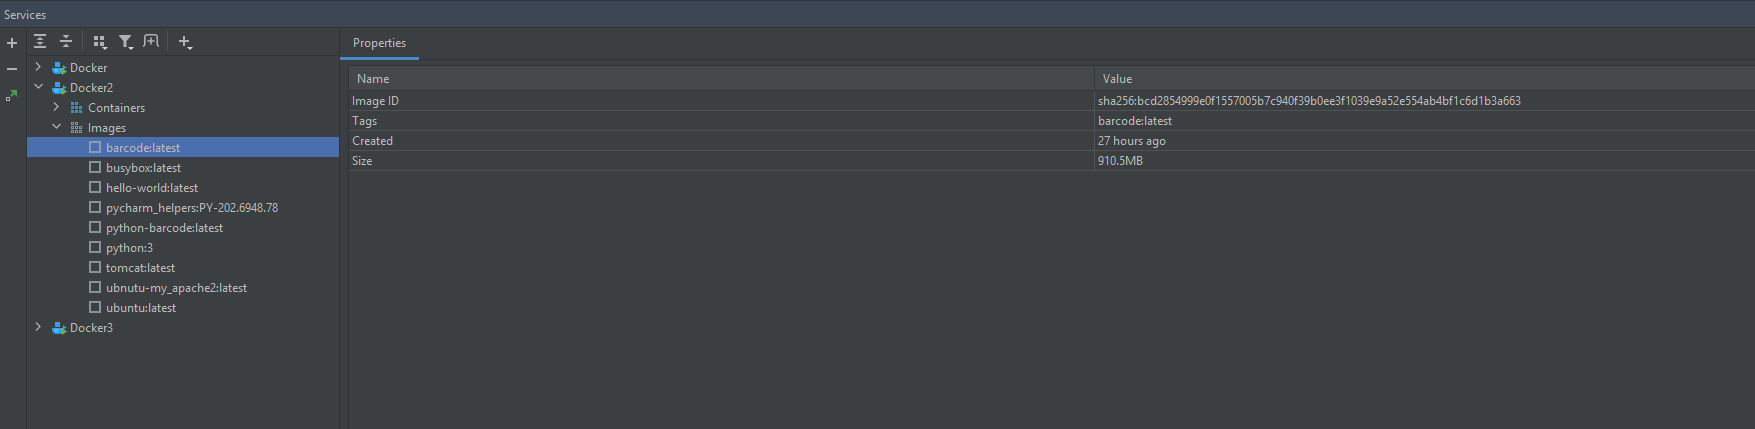 Services
Docker
Docker2
Containers
Images
barcode:latest
busybox:latest
hello-world:latest
pycharm_helpers:PY-202.6948.78
python-barcode:latest
python:3
tomcat:latest
ubnutu-my_apache2:latest
ubuntu:latest
Docker3
Properties
Name Value
Image ID sha256:bcd2854999e0f1557005b7c940f39b0ee3f1039e9a52e554ab4bf1c6d1b3a663
Tags barcode:latest
Created 27 hours ago
Size 910.5MB